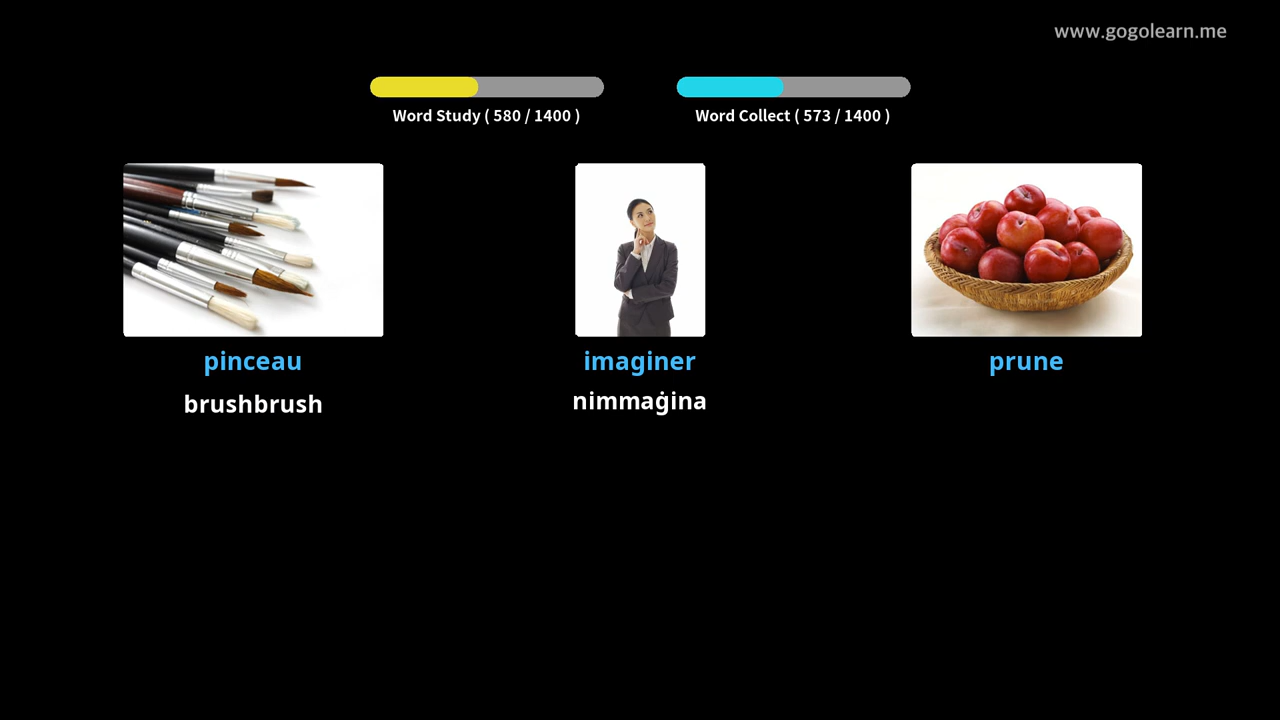 www.gogolearn.me
Word Study ( 580 / 1400 )
Word Collect ( 573 / 1400 )
pinceau
imaginer
prune
brushbrush
nimmaġina